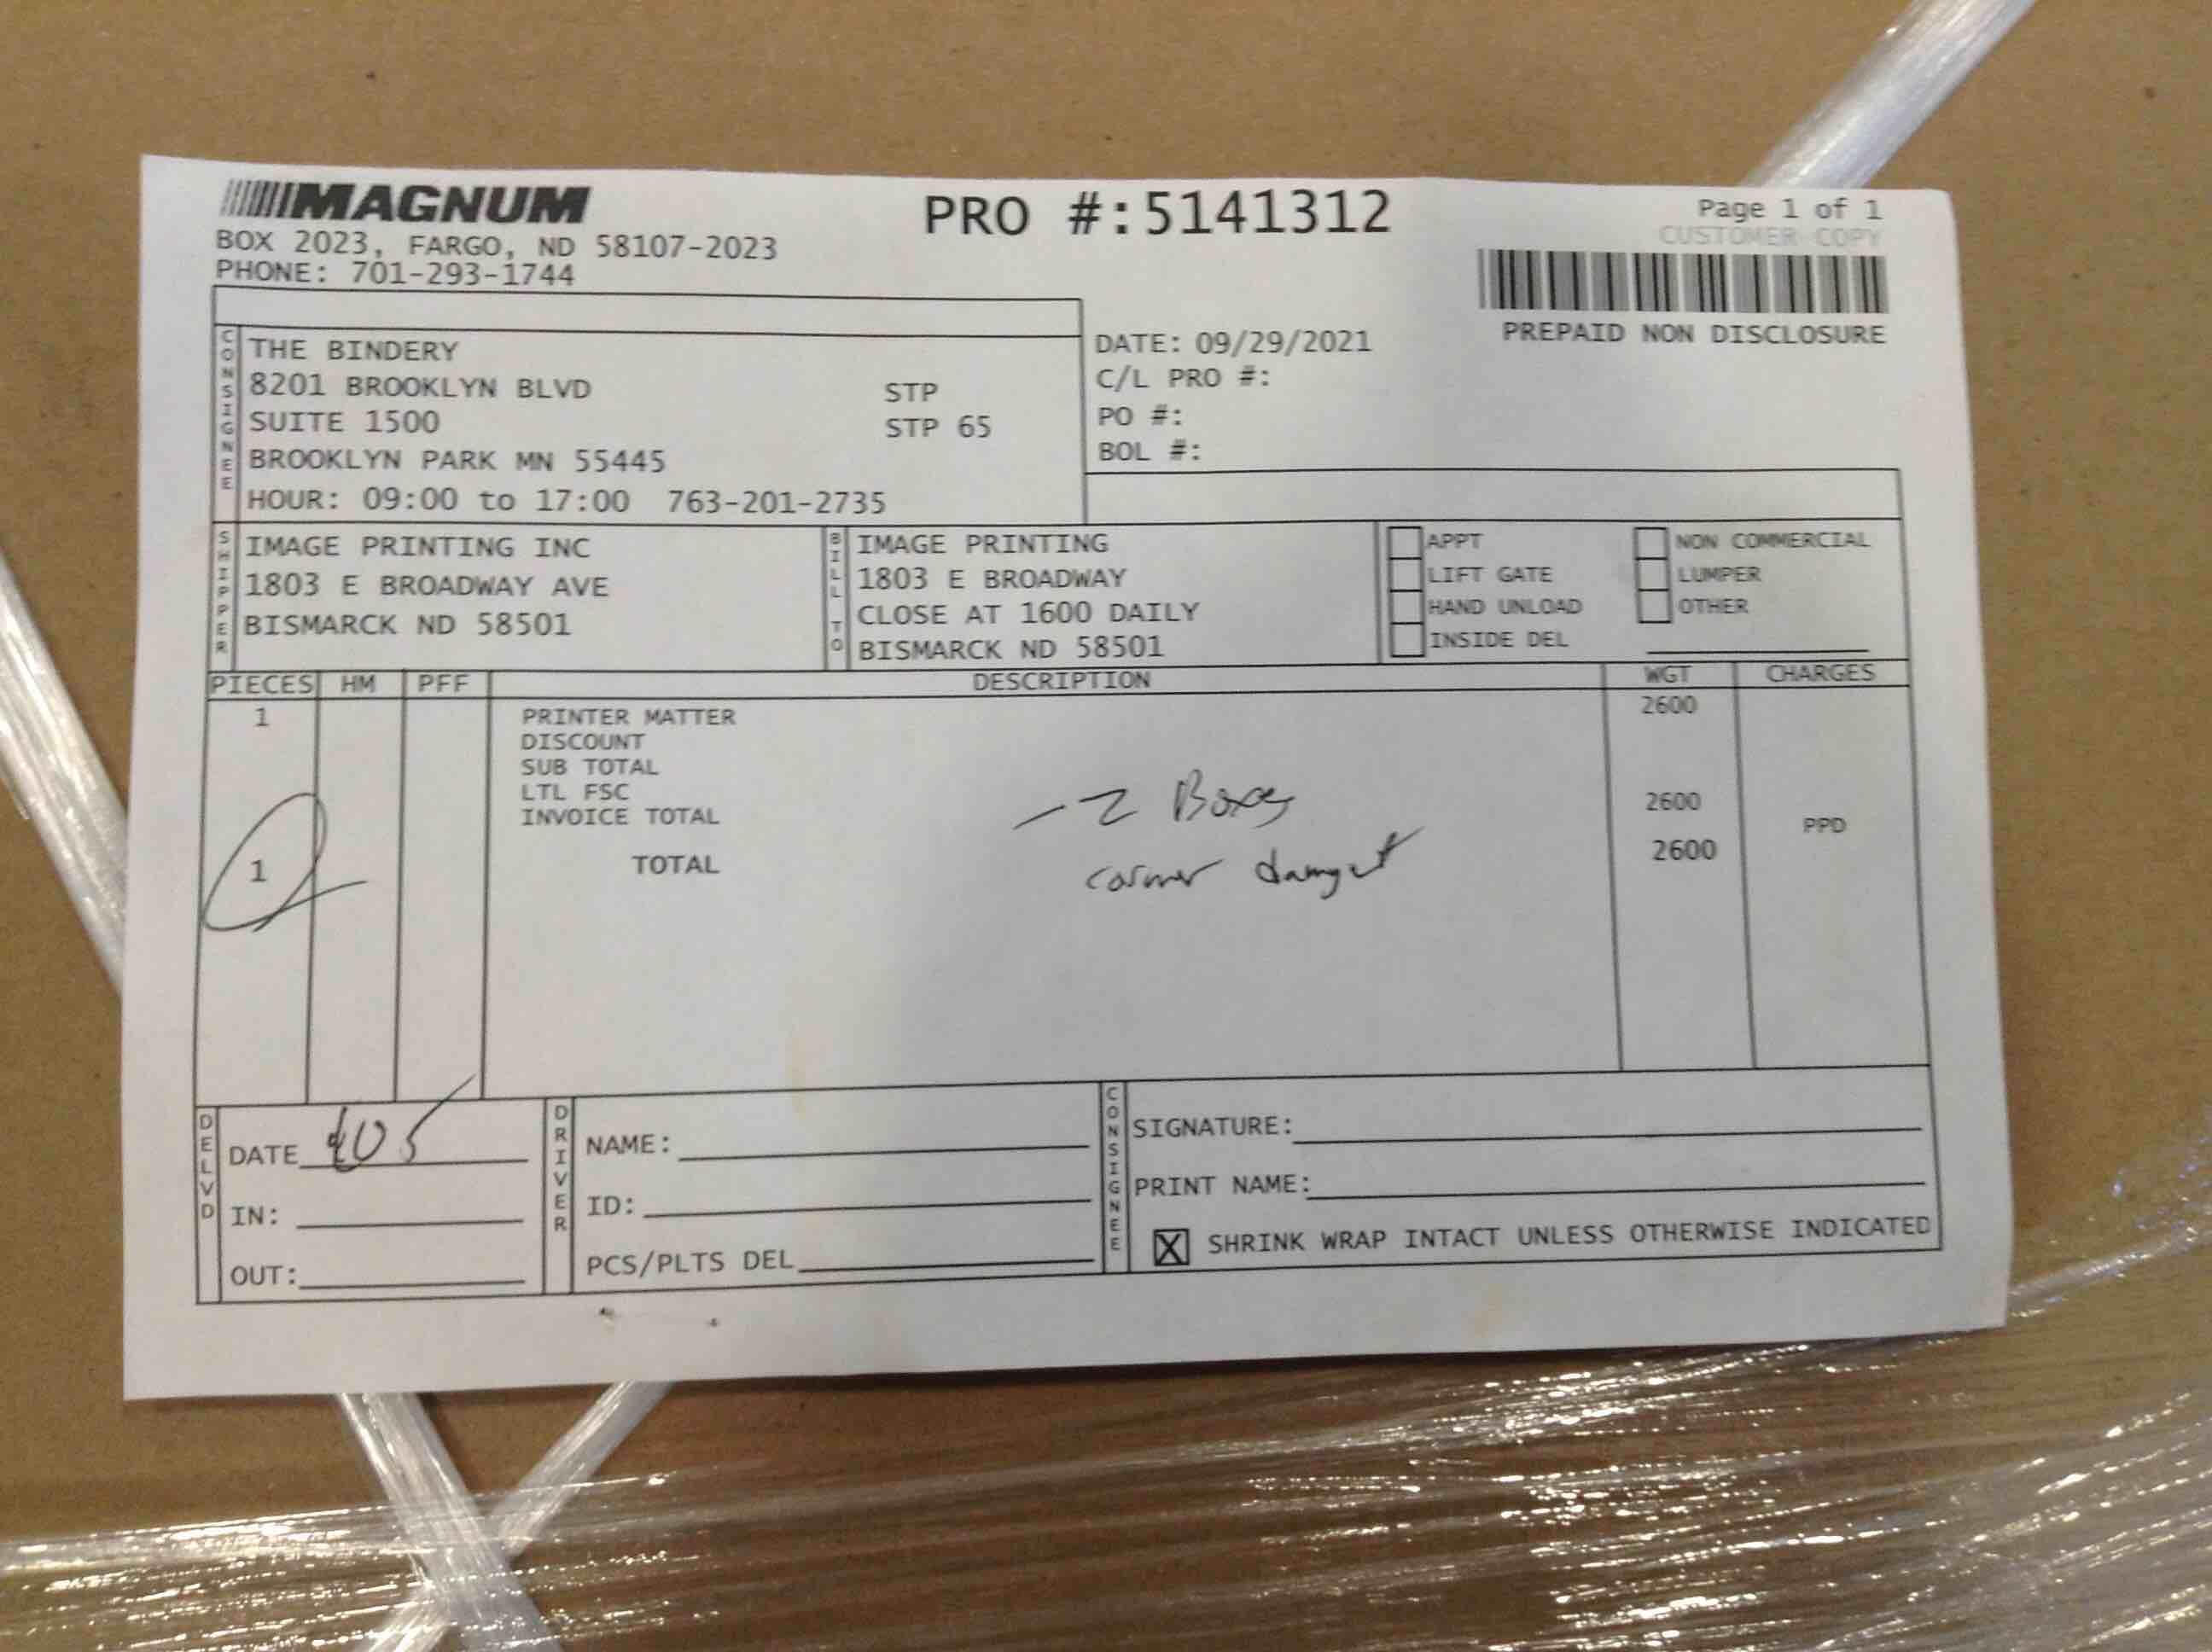 MAGNUM
BOX 2023, FARGO, ND 58107-2023
PHONE: 701-293-1744
PRO #:5141312
Page 1 of 1
CUSTOMER COPY
PREPAID NON DISCLOSURE
CONSIGNEE
THE BINDERY
8201 BROOKLYN BLVD STP
SUITE 1500 STP 65
BROOKLYN PARK MN 55445
HOUR: 09:00 to 17:00 763-201-2735
DATE: 09/29/2021
C/L PRO #:
PO #:
BOL #:
SHIPPER
IMAGE PRINTING INC
1803 E BROADWAY AVE
BISMARCK ND 58501
BILL TO
IMAGE PRINTING
1803 E BROADWAY
CLOSE AT 1600 DAILY
BISMARCK ND 58501
APPT NON COMMERCIAL
LIFT GATE LUMPER
HAND UNLOAD OTHER
INSIDE DEL
PIECES HM PFF DESCRIPTION WGT CHARGES
1 PRINTER MATTER 2600
DISCOUNT
SUB TOTAL
LTL FSC 2600
INVOICE TOTAL PPD
1 TOTAL 2600
-2 Boxes
corner
DELVD
DATE
IN:
OUT:
DRIVER
NAME:
ID:
PCS/PLTS DEL
CONSIGNEE
SIGNATURE:
PRINT NAME:
X SHRINK WRAP INTACT UNLESS OTHERWISE INDICATED